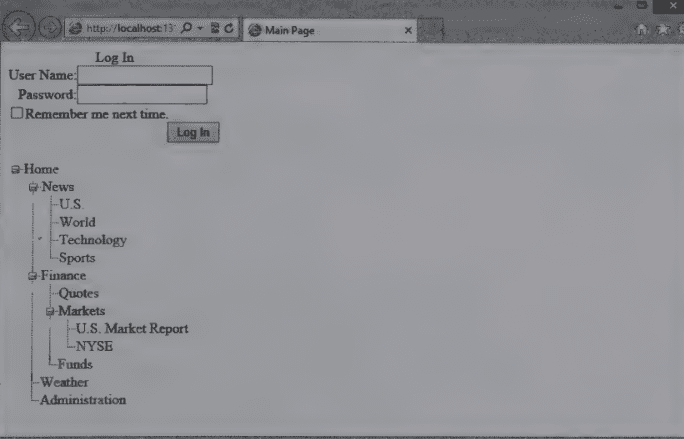 http://localhost:13
Main Page
Log In
User Name:
Password:
Remember me next time.
Log In
Home
News
U.S.
World
Technology
Sports
Finance
Quotes
Markets
U.S. Market Report
NYSE
Funds
Weather
Administration